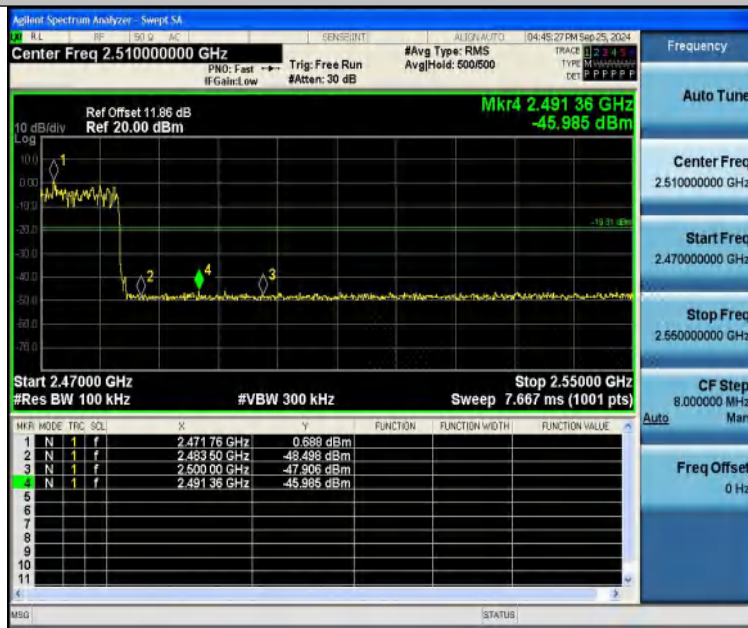 Agilent Spectrum Analyzer - Swept SA
RL RF 50 Ω AC SENSE:INT ALIGN AUTO 04:45:27 PM Sep 25, 2024
Center Freq 2.510000000 GHz
PNO: Fast
IFGain:Low
Trig: Free Run
#Atten: 30 dB
#Avg Type: RMS
Avg|Hold: 500/500
TRACE 1 2 3 4 5
TYPE M
DET P P P P P P
Mkr4 2.491 36 GHz
-45.985 dBm
Ref Offset 11.86 dB
10 dB/div Ref 20.00 dBm
Log
10.0
0.00
-20.0
-30.0
-40.0
1
2
4
3
-19.31 dBm
Start 2.47000 GHz Stop 2.55000 GHz
#Res BW 100 kHz #VBW 300 kHz Sweep 7.667 ms (1001 pts)
MKR MODE TRC SCL X Y FUNCTION FUNCTION WIDTH FUNCTION VALUE
1 N 1 f 2.471 76 GHz 0.688 dBm
2 N 1 f 2.483 50 GHz -48.498 dBm
3 N 1 f 2.500 00 GHz -47.906 dBm
4 N 1 f 2.491 36 GHz -45.985 dBm
5
6
7
8
9
10
11
MSG STATUS
Frequency
Auto Tune
Center Freq
2.510000000 GHz
Start Freq
2.470000000 GHz
Stop Freq
2.550000000 GHz
CF Step
8.000000 MHz
Auto Man
Freq Offset
0 Hz